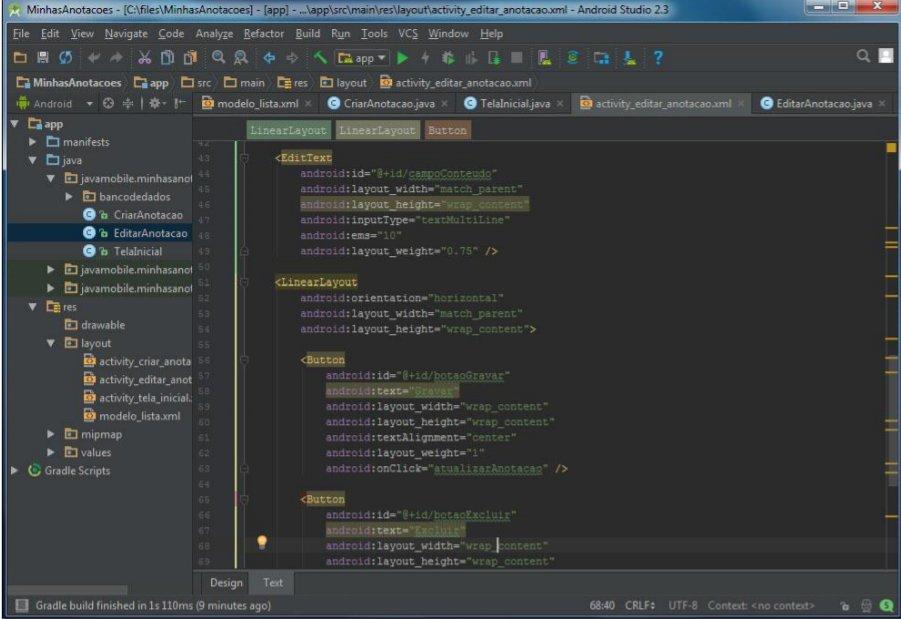 MinhasAnotacoes - [C:\files\MinhasAnotacoes] - [app] - ...\app\src\main\res\layout\activity_editar_anotacao.xml - Android Studio 2.3
File Edit View Navigate Code Analyze Refactor Build Run Tools VCS Window Help
app
MinhasAnotacoes app src main res layout activity_editar_anotacao.xml
Android modelo_lista.xml CriarAnotacao.java TelaInicial.java activity_editar_anotacao.xml EditarAnotacao.java
app
manifests
java
javamobile.minhasanot
bancodedados
CriarAnotacao
EditarAnotacao
TelaInicial
javamobile.minhasanot
javamobile.minhasanot
res
drawable
layout
activity_criar_anota
activity_editar_anot
activity_tela_inicial.
modelo_lista.xml
mipmap
values
Gradle Scripts
LinearLayout LinearLayout Button
42
43 <EditText
44 android:id="@+id/campoConteudo"
45 android:layout_width="match_parent"
46 android:layout_height="wrap_content"
47 android:inputType="textMultiLine"
48 android:ems="10"
49 android:layout_weight="0.75" />
50
51 <LinearLayout
52 android:orientation="horizontal"
53 android:layout_width="match_parent"
54 android:layout_height="wrap_content">
55
56 <Button
57 android:id="@+id/botaoGravar"
58 android:text="Gravar"
59 android:layout_width="wrap_content"
60 android:layout_height="wrap_content"
61 android:textAlignment="center"
62 android:layout_weight="1"
63 android:onClick="atualizarAnotacao" />
64
65 <Button
66 android:id="@+id/botaoExcluir"
67 android:text="Excluir"
68 android:layout_width="wrap_content"
69 android:layout_height="wrap_content"
Design Text
Gradle build finished in 1s 110ms (9 minutes ago) 68:40 CRLF UTF-8 Context: <no context>